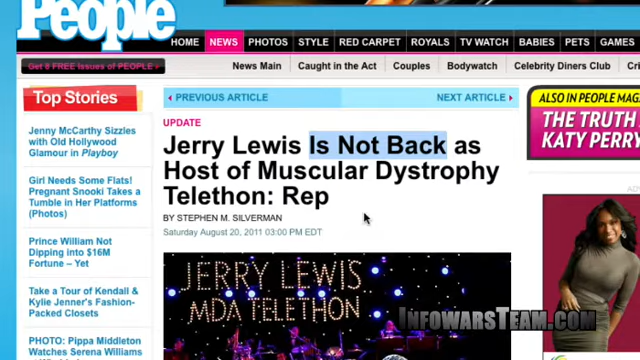 People
HOME NEWS PHOTOS STYLE RED CARPET ROYALS TV WATCH BABIES PETS GAMES
Get 6 FREE Issues of PEOPLE »
News Main Caught in the Act Couples Bodywatch Celebrity Diners Club
Top Stories
Jenny McCarthy Sizzles
with Old Hollywood
Glamour in Playboy
Girl Needs Some Flats!
Pregnant Snooki Takes a
Tumble in Her Platforms
(Photos)
Prince William Not
Dipping into $16M
Fortune – Yet
Take a Tour of Kendall &
Kylie Jenner's Fashion-
Packed Closets
PHOTO: Pippa Middleton
Watches Serena Williams
PREVIOUS ARTICLE NEXT ARTICLE
UPDATE
Jerry Lewis Is Not Back as
Host of Muscular Dystrophy
Telethon: Rep
BY STEPHEN M. SILVERMAN
Saturday August 20, 2011 03:00 PM EDT
JERRY LEWIS
MDA TELETHON
ALSO IN PEOPLE MAG
THE TRUTH
KATY PERRY
INFOWARSTEAM.COM